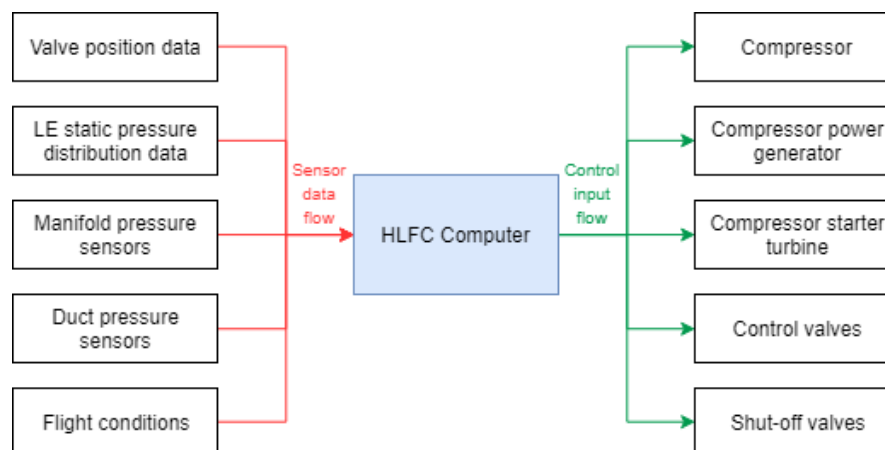 Valve position data
LE static pressure
distribution data
Manifold pressure
sensors
Duct pressure
sensors
Flight conditions
Sensor
data
flow
HLFC Computer
Control
input
flow
Compressor
Compressor power
generator
Compressor starter
turbine
Control valves
Shut-off valves